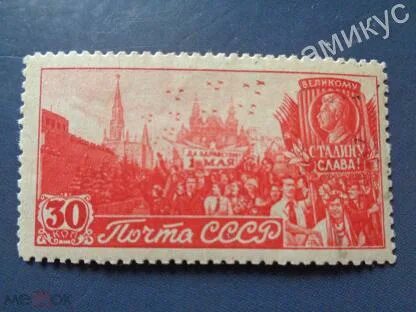 амикус
ВЕЛИКОМУ
СТАЛИНУ
СЛАВА!
ДА ЗДРАВСТВУЕТ
1 МАЯ
30
КОП
Почта СССР
мешок